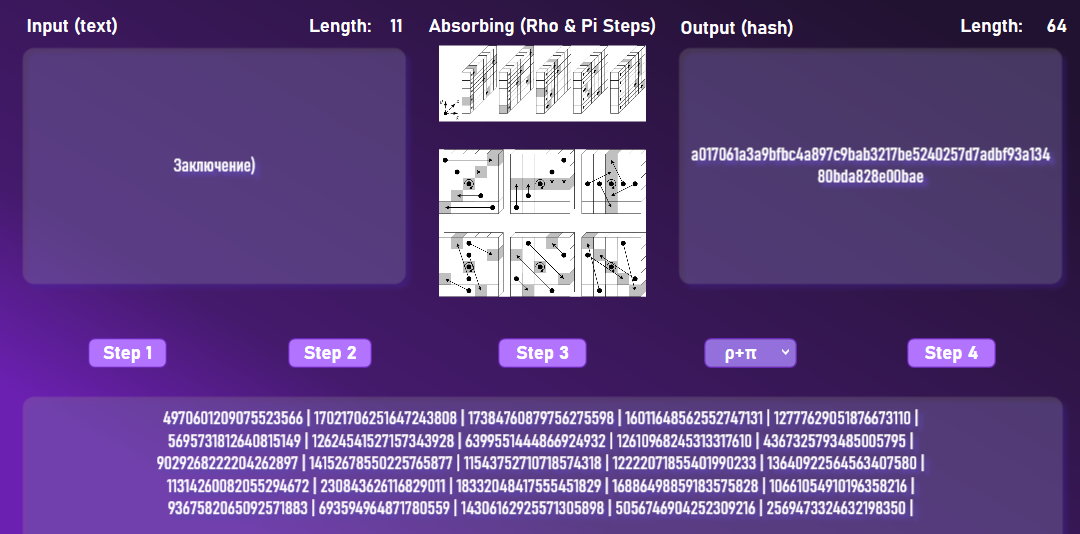 Input (text) Length: 11 Absorbing (Rho & Pi Steps) Output (hash) Length: 64
Заключение)
a017061a3a9bfbc4a897c9bab3217be5240257d7adbf93a134
80bda828e00bae
Step 1 Step 2 Step 3 ρ+π Step 4
4970601209075523566 | 17021706251647243808 | 17384760879756275598 | 16011648562552747131 | 12777629051876673110 |
5695731812640815149 | 12624541527157343928 | 6399551444866924932 | 12610968245313317610 | 4367325793485005795 |
9029268222204262897 | 14152678550225765877 | 11543752710718574318 | 12222071855401990233 | 13640922564563407580 |
11314260082055294672 | 230843626116829011 | 18332048417555451829 | 16886498859183575828 | 10661054910196358216 |
9367582065092571883 | 693594964871780559 | 14306162925571305898 | 5056746904252309216 | 2569473324632198350 |